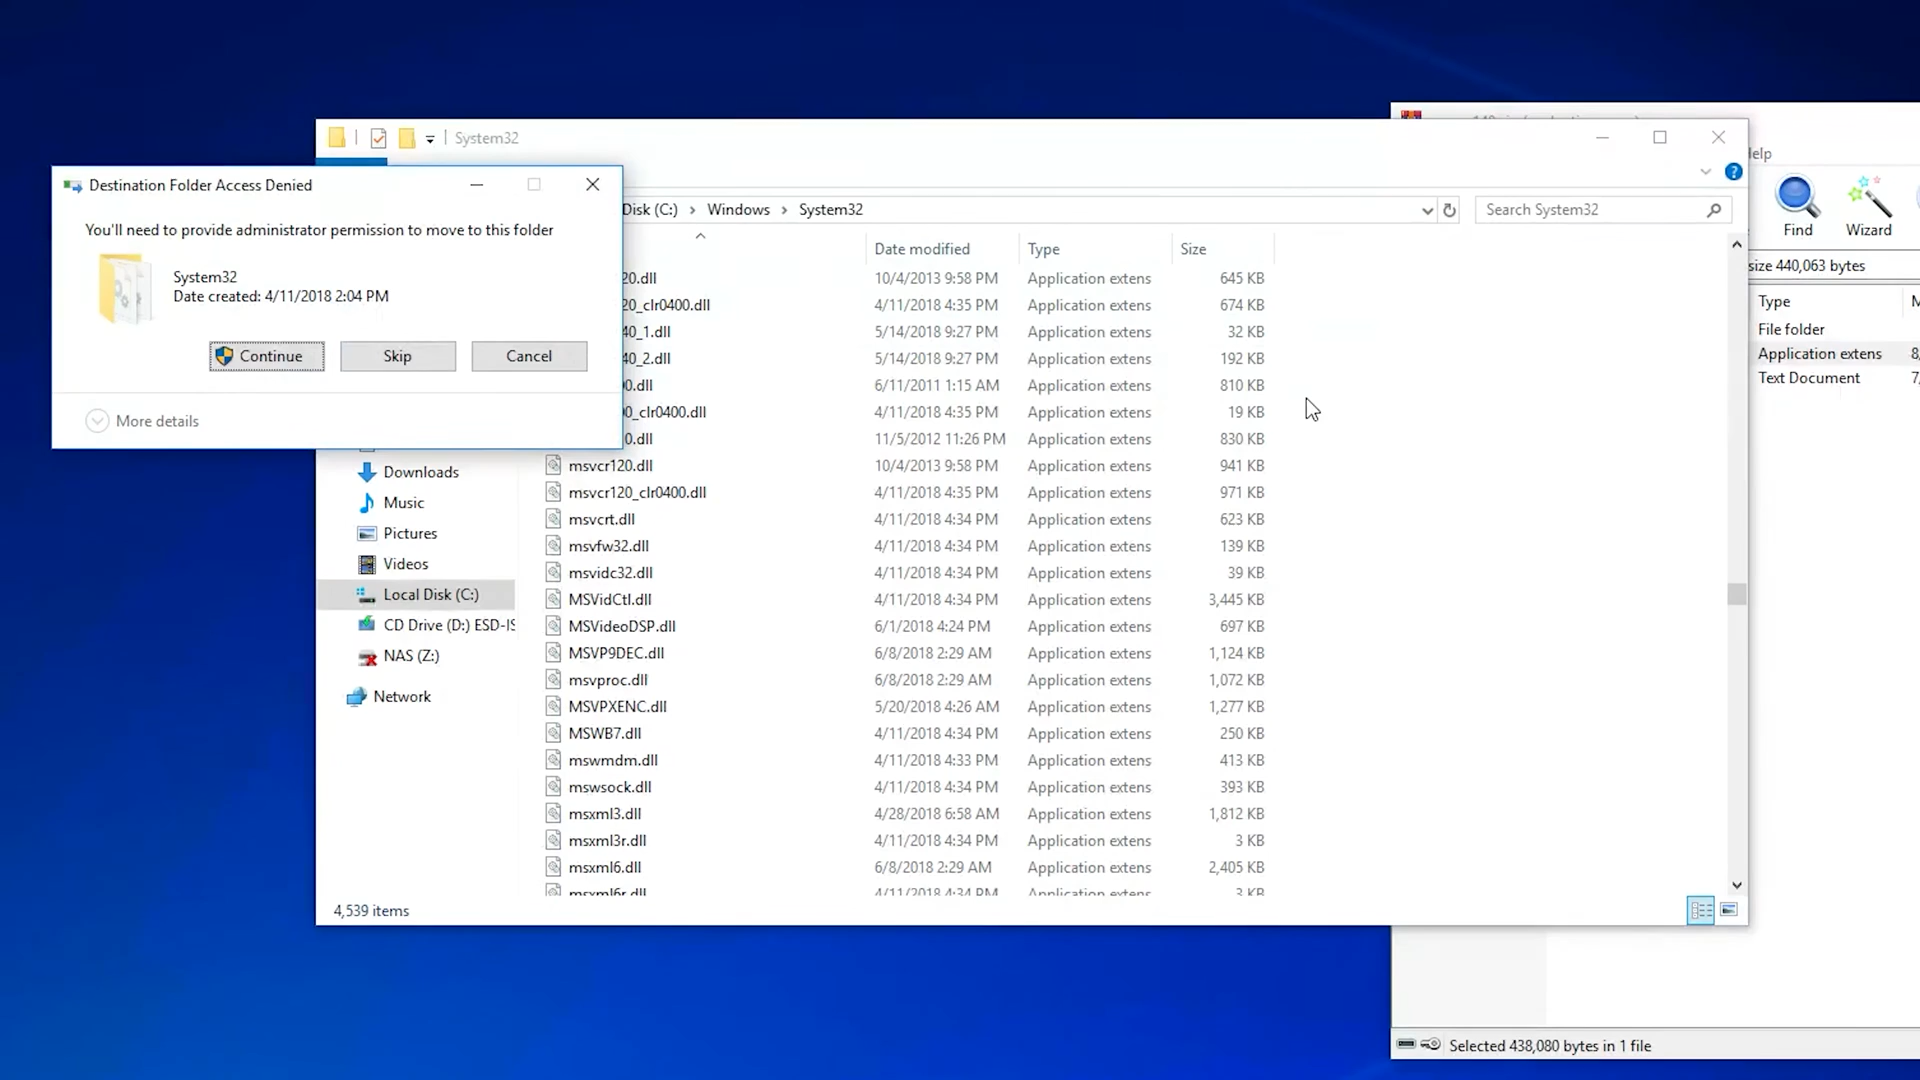 System32
Destination Folder Access Denied
You'll need to provide administrator permission to move to this folder
System32
Date created: 4/11/2018 2:04 PM
Continue
Skip
Cancel
More details
Disk (C:) > Windows > System32
Search System32
Date modified Type Size
20.dll 10/4/2013 9:58 PM Application extens 645 KB
20_clr0400.dll 4/11/2018 4:35 PM Application extens 674 KB
40_1.dll 5/14/2018 9:27 PM Application extens 32 KB
40_2.dll 5/14/2018 9:27 PM Application extens 192 KB
0.dll 6/11/2011 1:15 AM Application extens 810 KB
0_clr0400.dll 4/11/2018 4:35 PM Application extens 19 KB
0.dll 11/5/2012 11:26 PM Application extens 830 KB
msvcr120.dll 10/4/2013 9:58 PM Application extens 941 KB
msvcr120_clr0400.dll 4/11/2018 4:35 PM Application extens 971 KB
msvcrt.dll 4/11/2018 4:34 PM Application extens 623 KB
msvfw32.dll 4/11/2018 4:34 PM Application extens 139 KB
msvidc32.dll 4/11/2018 4:34 PM Application extens 39 KB
MSVidCtl.dll 4/11/2018 4:34 PM Application extens 3,445 KB
MSVideoDSP.dll 6/1/2018 4:24 PM Application extens 697 KB
MSVP9DEC.dll 6/8/2018 2:29 AM Application extens 1,124 KB
msvproc.dll 6/8/2018 2:29 AM Application extens 1,072 KB
MSVPXENC.dll 5/20/2018 4:26 AM Application extens 1,277 KB
MSWB7.dll 4/11/2018 4:34 PM Application extens 250 KB
mswmdm.dll 4/11/2018 4:33 PM Application extens 413 KB
mswsock.dll 4/11/2018 4:34 PM Application extens 393 KB
msxml3.dll 4/28/2018 6:58 AM Application extens 1,812 KB
msxml3r.dll 4/11/2018 4:34 PM Application extens 3 KB
msxml6.dll 6/8/2018 2:29 AM Application extens 2,405 KB
msxml6r.dll 4/11/2018 4:34 PM Application extens 3 KB
Downloads
Music
Pictures
Videos
Local Disk (C:)
CD Drive (D:) ESD-IS
NAS (Z:)
Network
4,539 items
Help
Find
Wizard
size 440,063 bytes
Type
File folder
Application extens 8,
Text Document 7,
Selected 438,080 bytes in 1 file